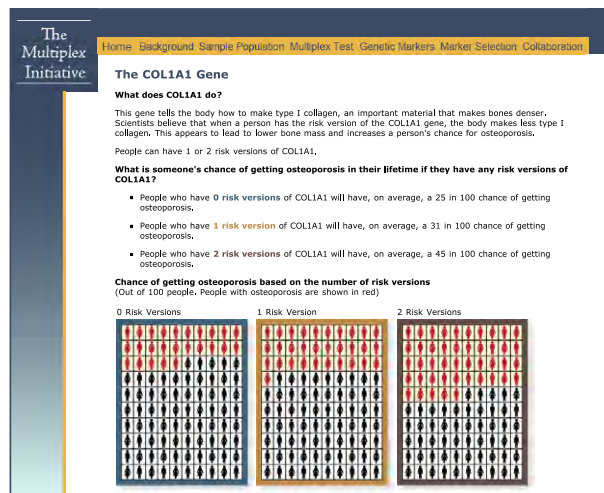 The
Multiplex
Initiative
Home Background Sample Population Multiplex Test Genetic Markers Marker Selection Collaboration
The COL1A1 Gene
What does COL1A1 do?
This gene tells the body how to make type I collagen, an important material that makes bones denser.
Scientists believe that when a person has the risk version of the COL1A1 gene, the body makes less type I
collagen. This appears to lead to lower bone mass and increases a person's chance for osteoporosis.
People can have 1 or 2 risk versions of COL1A1.
What is someone's chance of getting osteoporosis in their lifetime if they have any risk versions of
COL1A1?
▪ People who have 0 risk versions of COL1A1 will have, on average, a 25 in 100 chance of getting
osteoporosis.
▪ People who have 1 risk version of COL1A1 will have, on average, a 31 in 100 chance of getting
osteoporosis.
▪ People who have 2 risk versions of COL1A1 will have, on average, a 45 in 100 chance of getting
osteoporosis.
Chance of getting osteoporosis based on the number of risk versions
(Out of 100 people. People with osteoporosis are shown in red)
0 Risk Versions 1 Risk Version 2 Risk Versions